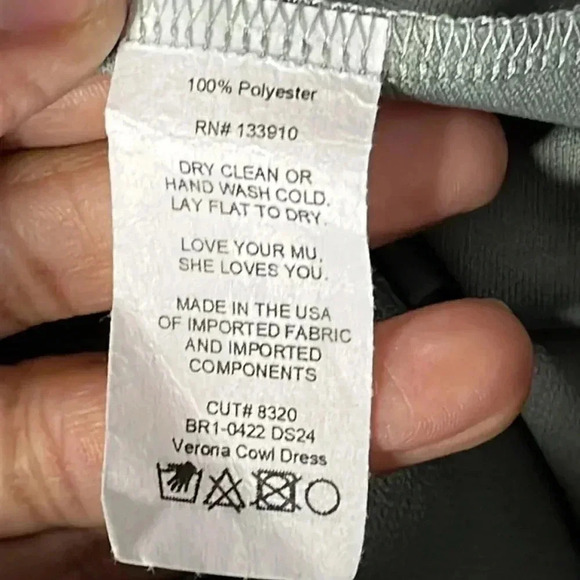 100% Polyester
RN# 133910
DRY CLEAN OR
HAND WASH COLD.
LAY FLAT TO DRY.
LOVE YOUR MU,
SHE LOVES YOU.
MADE IN THE USA
OF IMPORTED FABRIC
AND IMPORTED
COMPONENTS
CUT# 8320
BR1-0422 DS24
Verona Cowl Dress